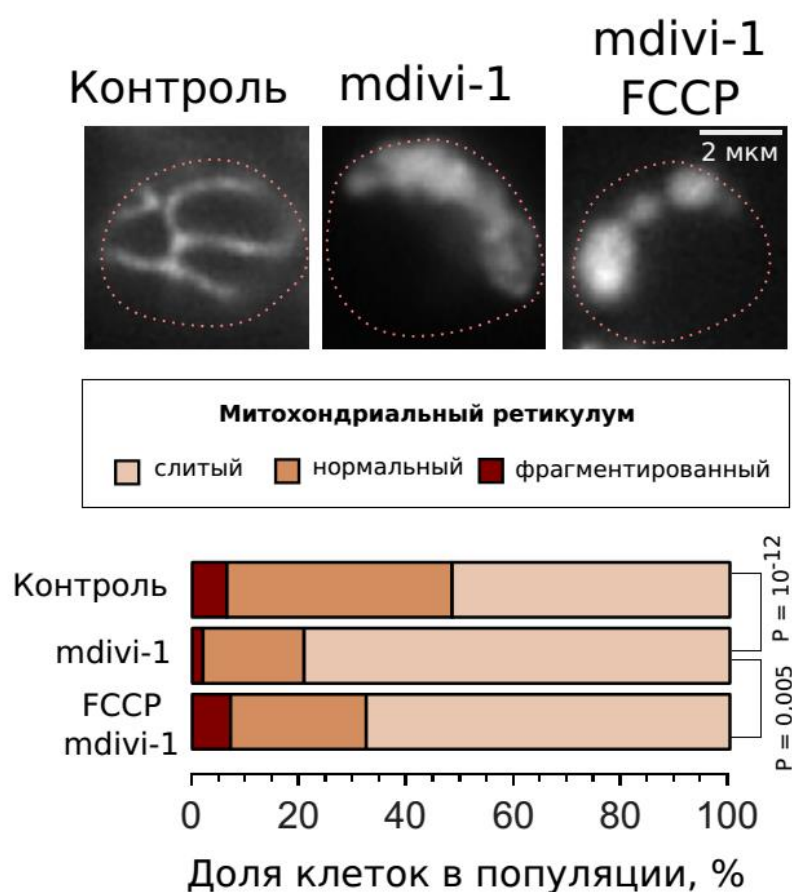 Контроль
mdivi-1
mdivi-1
FCCP
2 мкм
Митохондриальный ретикулум
слитый
нормальный
фрагментированный
Контроль
mdivi-1
FCCP
mdivi-1
P = 10⁻¹²
P = 0.005
0 20 40 60 80 100
Доля клеток в популяции, %